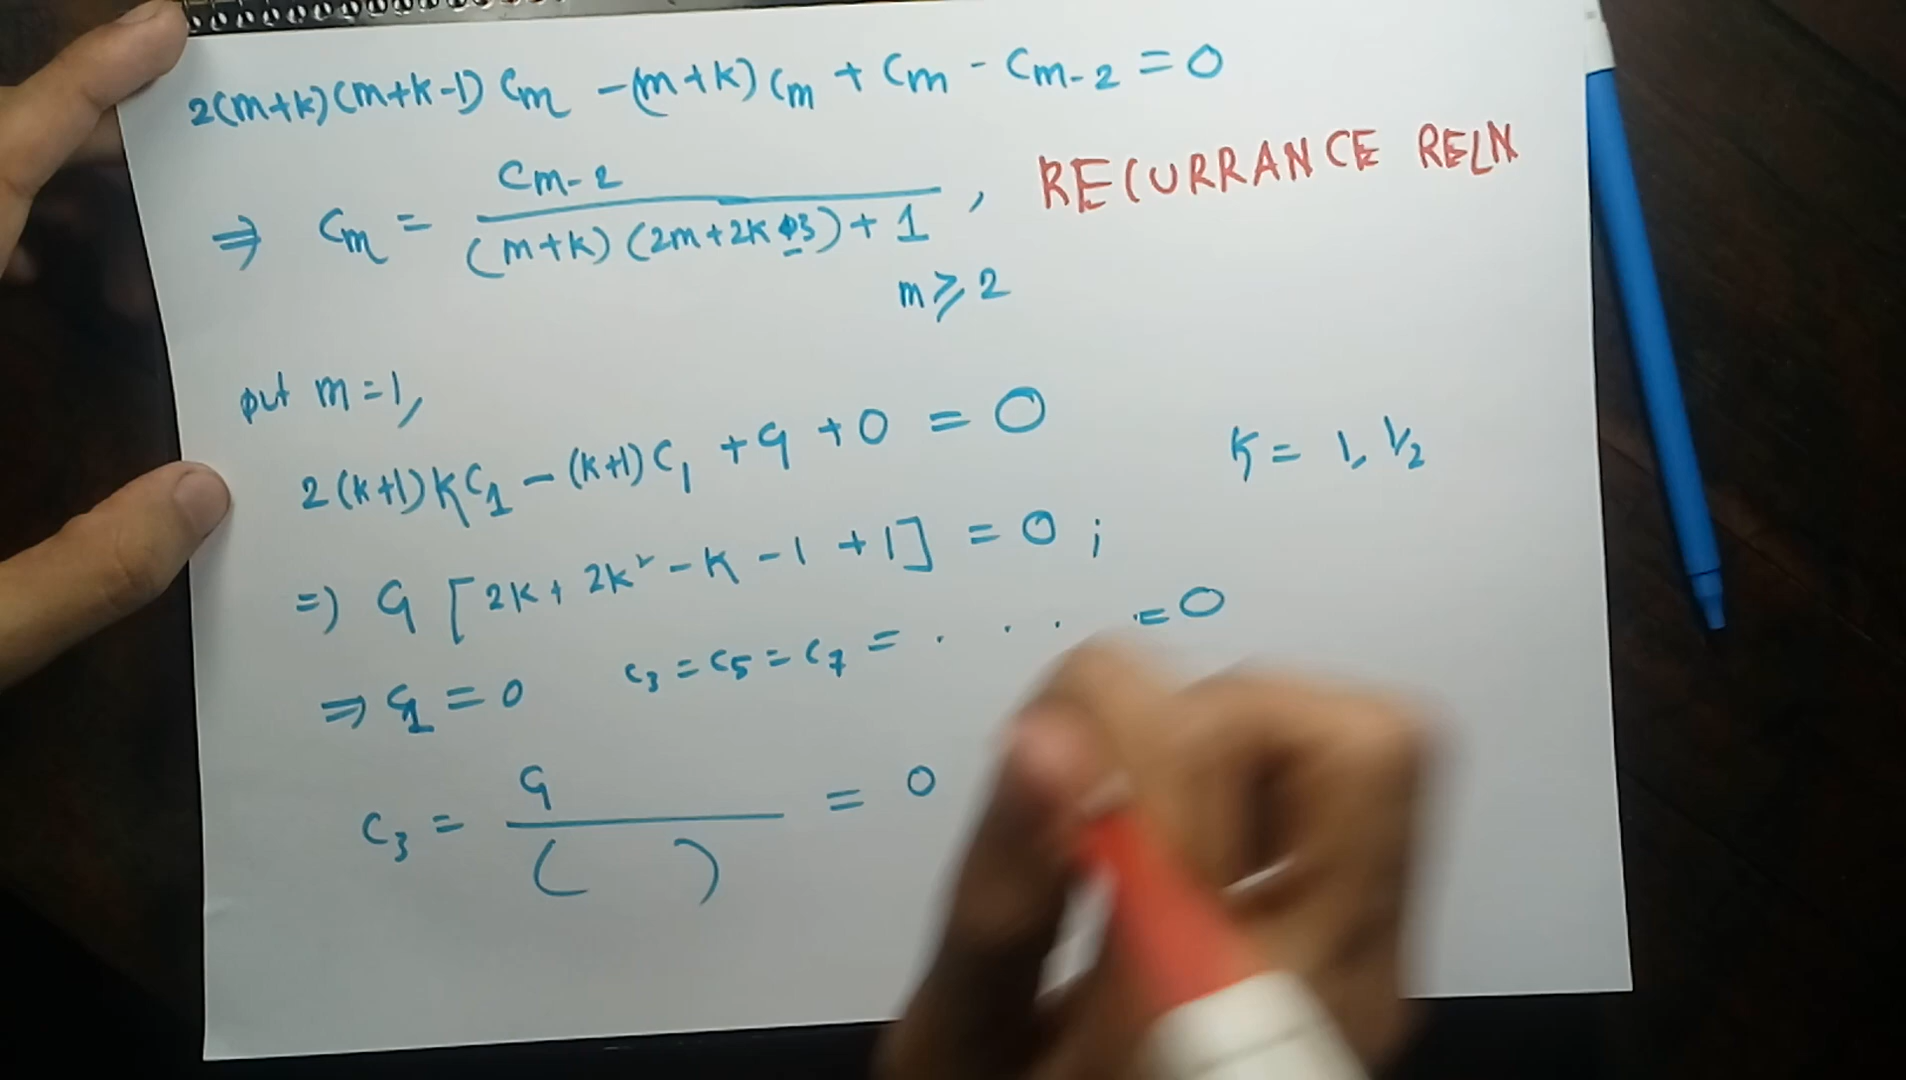 2(m+k)(m+k-1) Cm - (m+k) Cm + Cm - Cm-2 = 0
⇒ Cm = Cm-2 / (m+k)(2m+2k-3)+1 , RECURRANCE RELN
m ≥ 2
put m=1,
2(k+1)kC1 - (k+1)C1 + C1 + 0 = 0
k = 1, 1/2
⇒ C1 [2k + 2k² - k - 1 + 1] = 0 ;
⇒ C1 = 0 C3 = C5 = C7 = . . . = 0
C3 = C1 / ( ) = 0